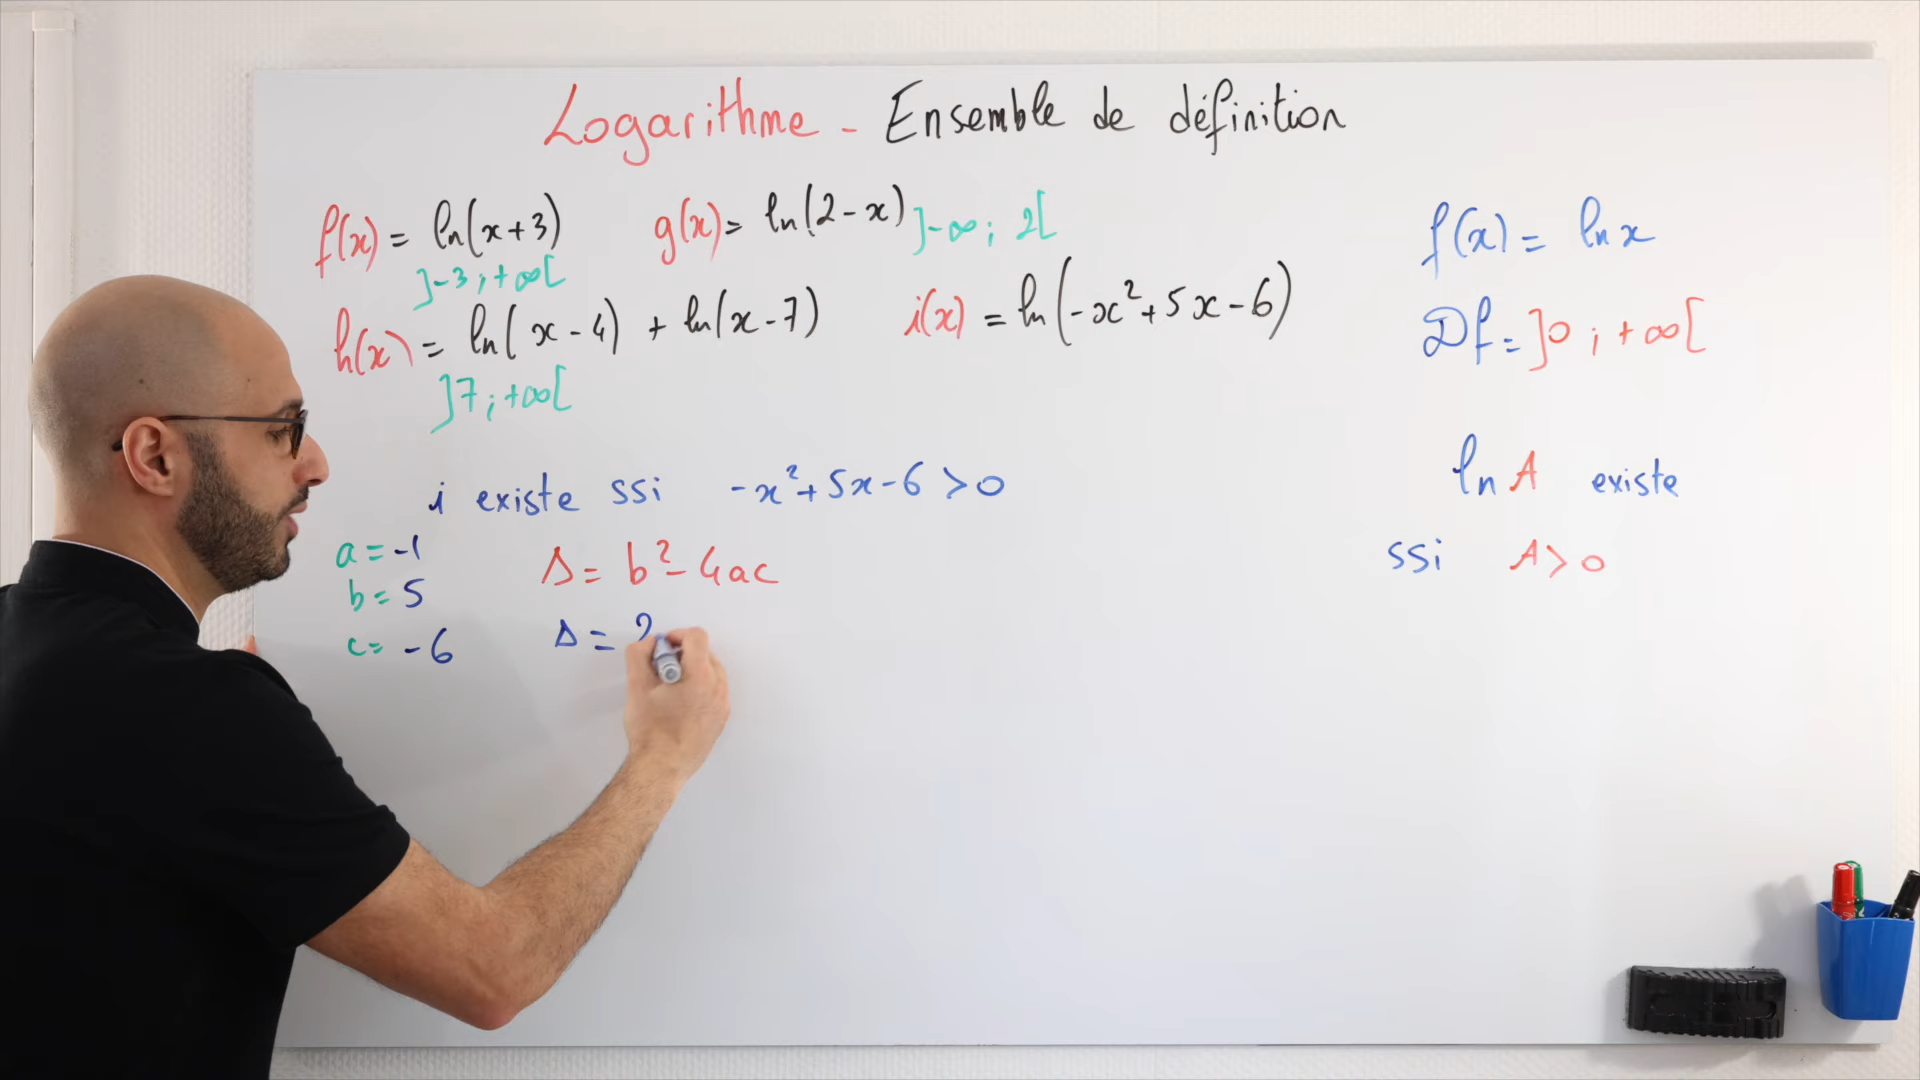 Logarithme - Ensemble de définition
f(x) = ln(x+3)
]-3 ; +∞[
g(x) = ln(2-x) ]-∞ ; 2[
h(x) = ln(x-4) + ln(x-7)
]7 ; +∞[
i(x) = ln(-x²+5x-6)
i existe ssi -x²+5x-6 > 0
a = -1
b = 5
c = -6
Δ = b² - 4ac
Δ = 2
f(x) = ln x
Df = ]0 ; +∞[
ln A existe
ssi A > 0